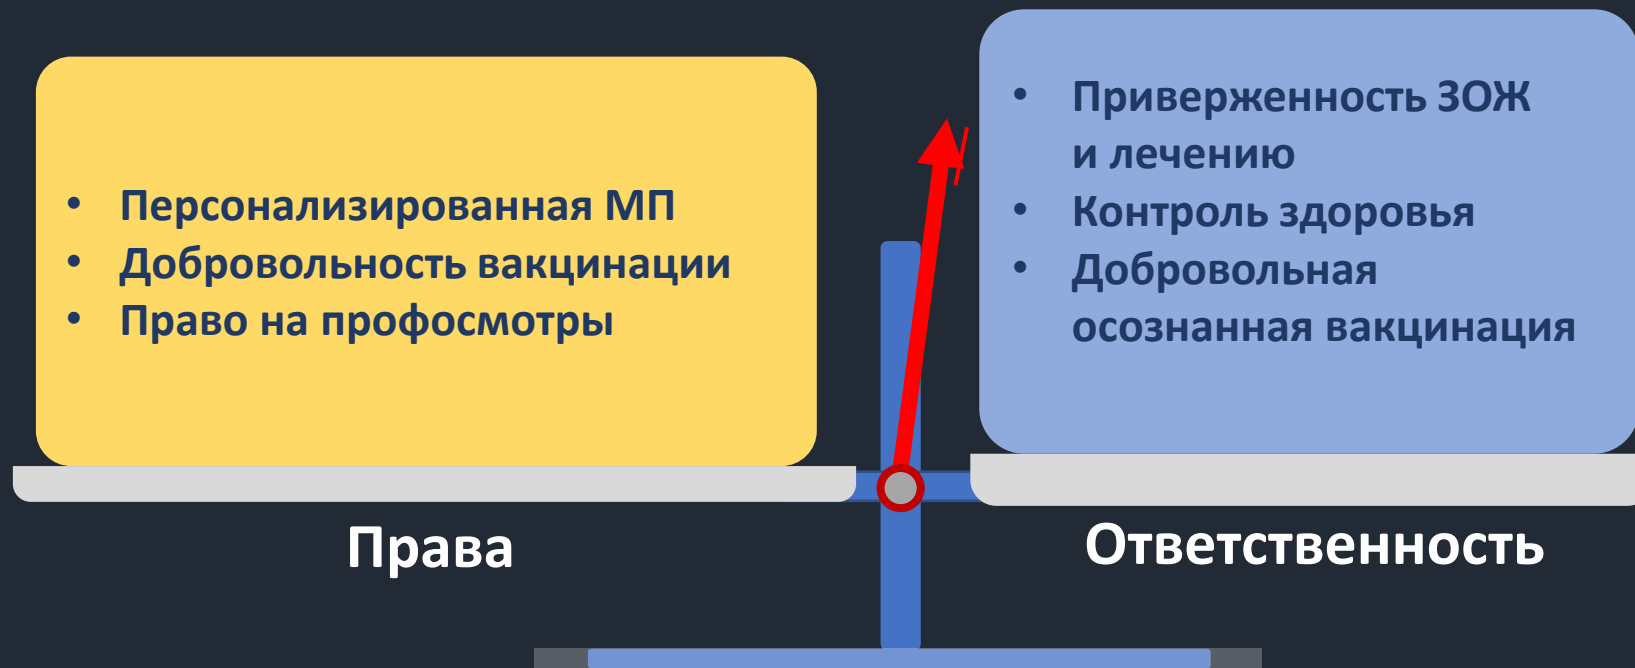 • Персонализированная МП
• Добровольность вакцинации
• Право на профосмотры
Права
• Приверженность ЗОЖ
и лечению
• Контроль здоровья
• Добровольная
осознанная вакцинация
Ответственность